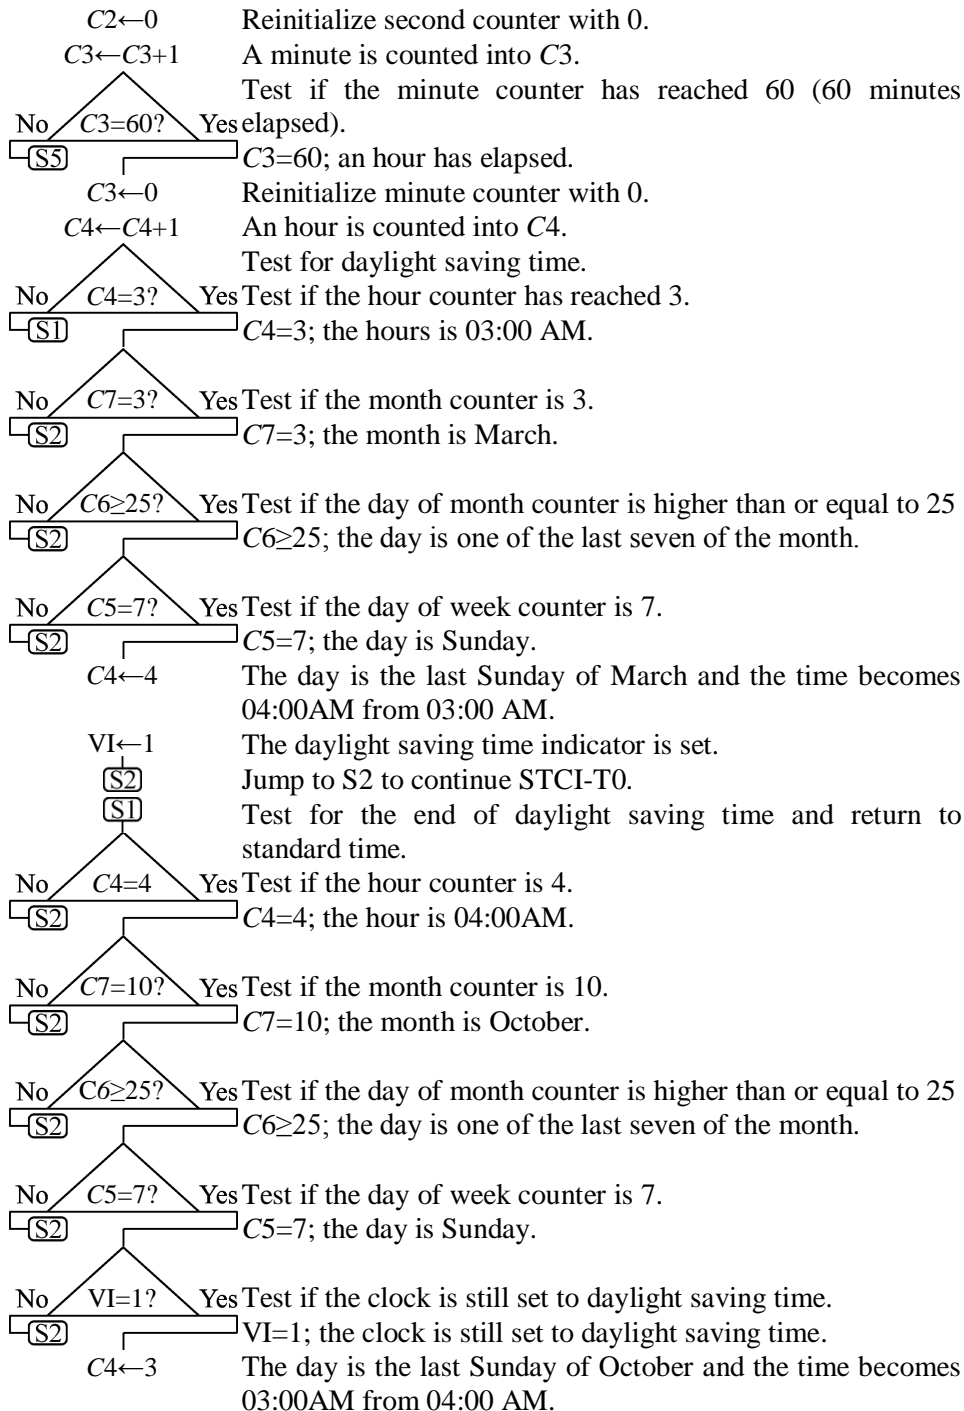 C2←0 Reinitialize second counter with 0.
C3←C3+1 A minute is counted into C3.
Test if the minute counter has reached 60 (60 minutes
No C3=60? Yes elapsed).
S5 C3=60; an hour has elapsed.
C3←0 Reinitialize minute counter with 0.
C4←C4+1 An hour is counted into C4.
Test for daylight saving time.
No C4=3? Yes Test if the hour counter has reached 3.
S1 C4=3; the hours is 03:00 AM.
No C7=3? Yes Test if the month counter is 3.
S2 C7=3; the month is March.
No C6≥25? Yes Test if the day of month counter is higher than or equal to 25
S2 C6≥25; the day is one of the last seven of the month.
No C5=7? Yes Test if the day of week counter is 7.
S2 C5=7; the day is Sunday.
C4←4 The day is the last Sunday of March and the time becomes
04:00AM from 03:00 AM.
VI←1 The daylight saving time indicator is set.
S2 Jump to S2 to continue STCI-T0.
S1 Test for the end of daylight saving time and return to
standard time.
No C4=4 Yes Test if the hour counter is 4.
S2 C4=4; the hour is 04:00AM.
No C7=10? Yes Test if the month counter is 10.
S2 C7=10; the month is October.
No C6≥25? Yes Test if the day of month counter is higher than or equal to 25
S2 C6≥25; the day is one of the last seven of the month.
No C5=7? Yes Test if the day of week counter is 7.
S2 C5=7; the day is Sunday.
No VI=1? Yes Test if the clock is still set to daylight saving time.
S2 VI=1; the clock is still set to daylight saving time.
C4←3 The day is the last Sunday of October and the time becomes
03:00AM from 04:00 AM.